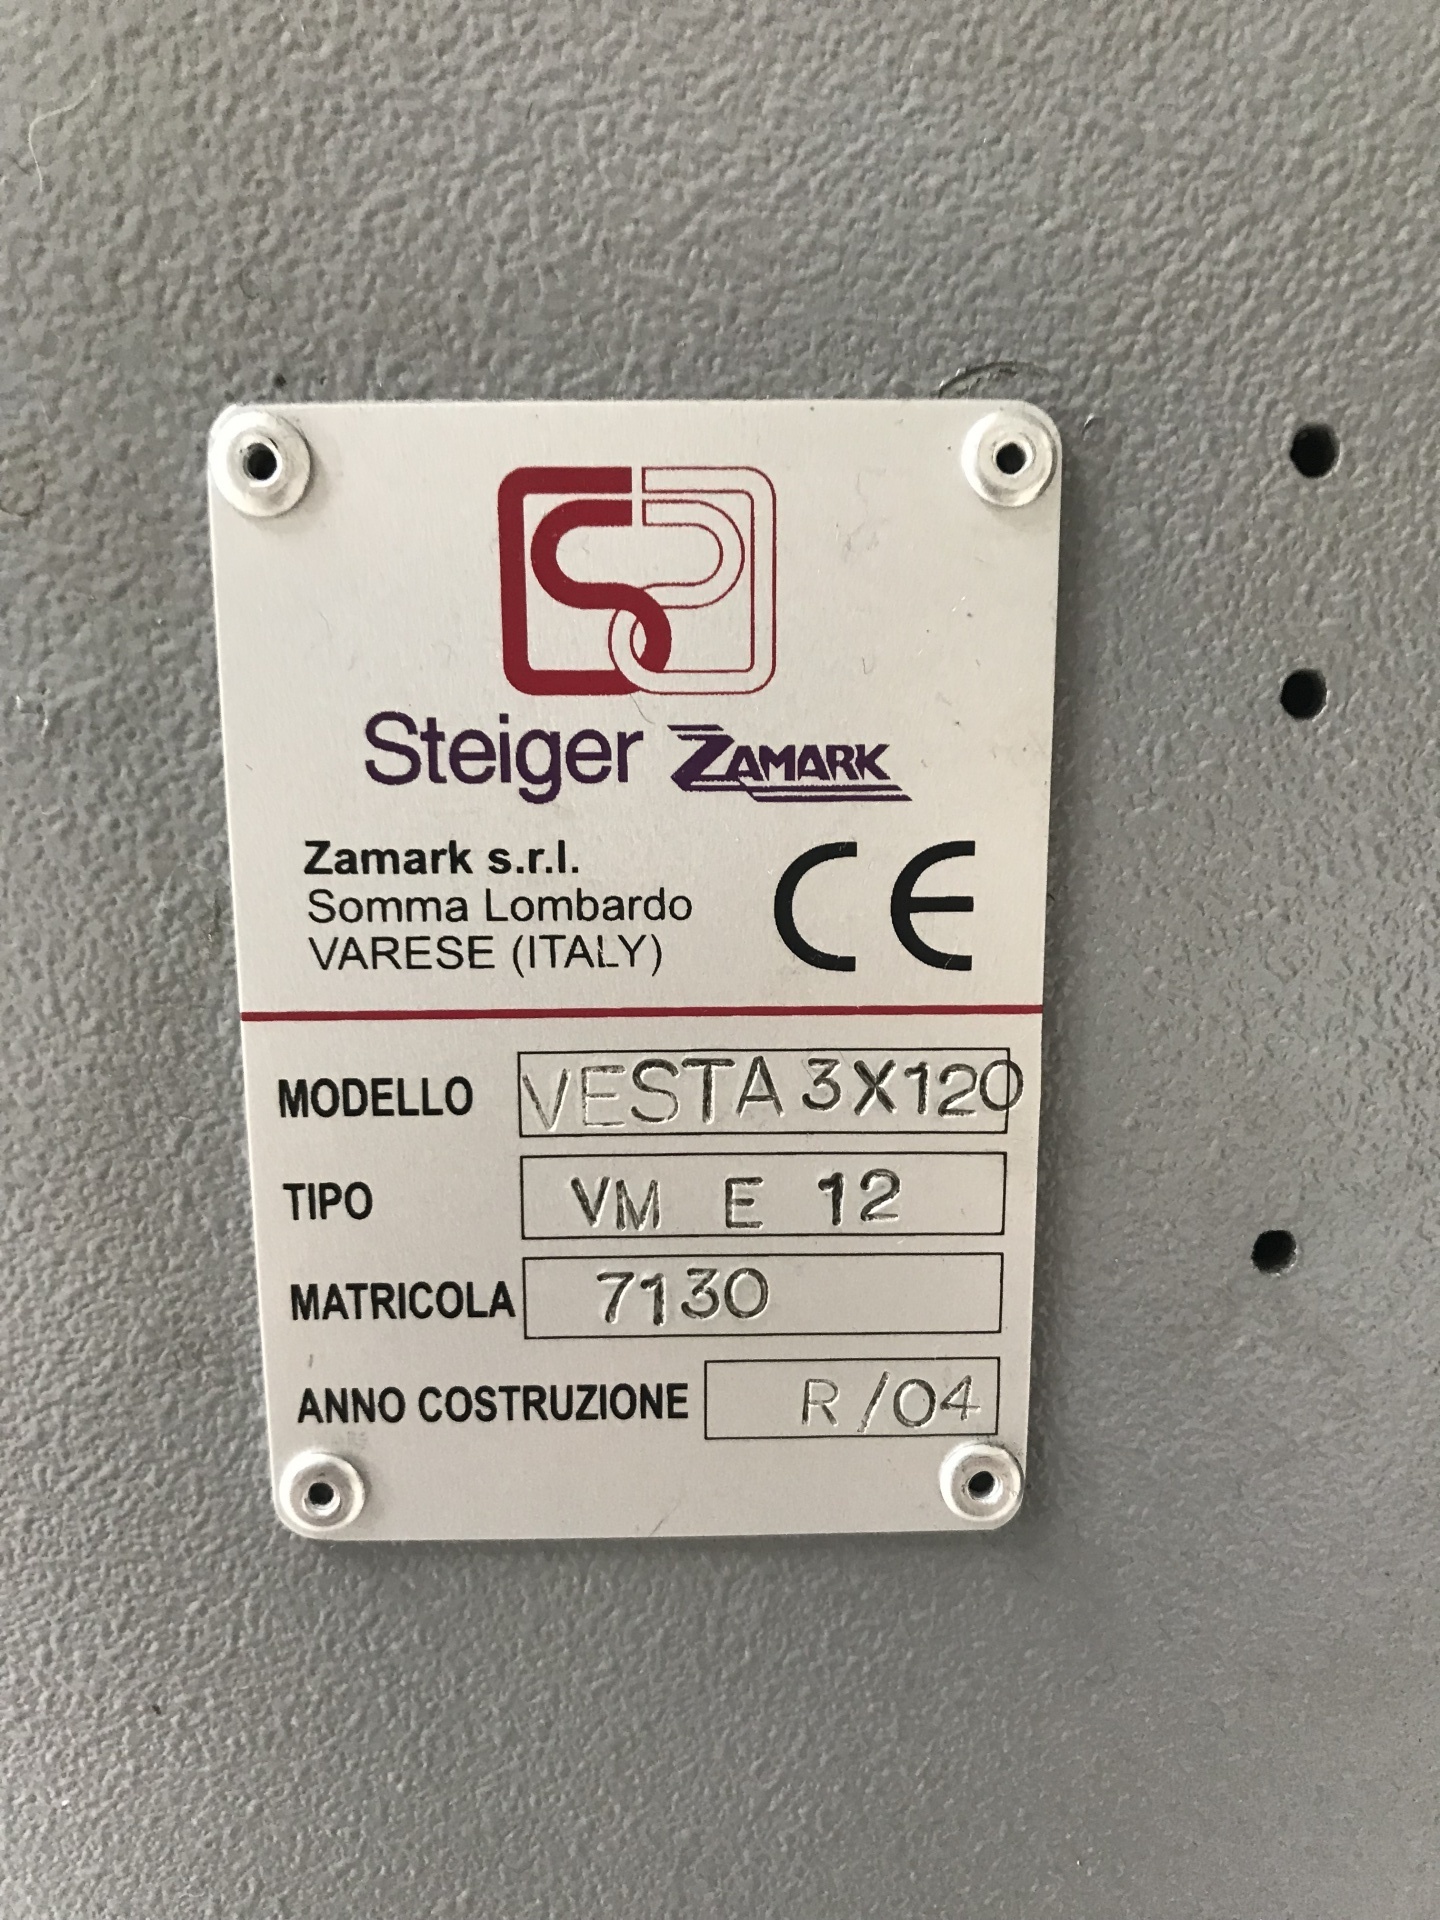 Steiger ZAMARK
Zamark s.r.l.
Somma Lombardo
VARESE (ITALY)
CE
MODELLO VESTA 3X120
TIPO VM E 12
MATRICOLA 7130
ANNO COSTRUZIONE R/04